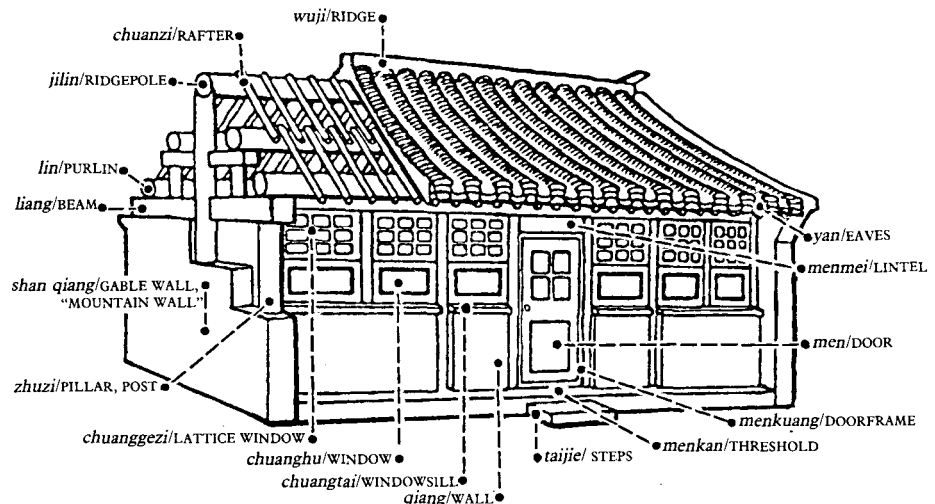 wuji/RIDGE
chuanzi/RAFTER
jilin/RIDGEPOLE
lin/PURLIN
liang/BEAM
yan/EAVES
menmei/LINTEL
shan qiang/GABLE WALL,
"MOUNTAIN WALL"
men/DOOR
zhuzi/PILLAR, POST
menkuang/DOORFRAME
chuanggezi/LATTICE WINDOW
menkan/THRESHOLD
chuanghu/WINDOW
taijie/ STEPS
chuangtai/WINDOWSILL
qiang/WALL